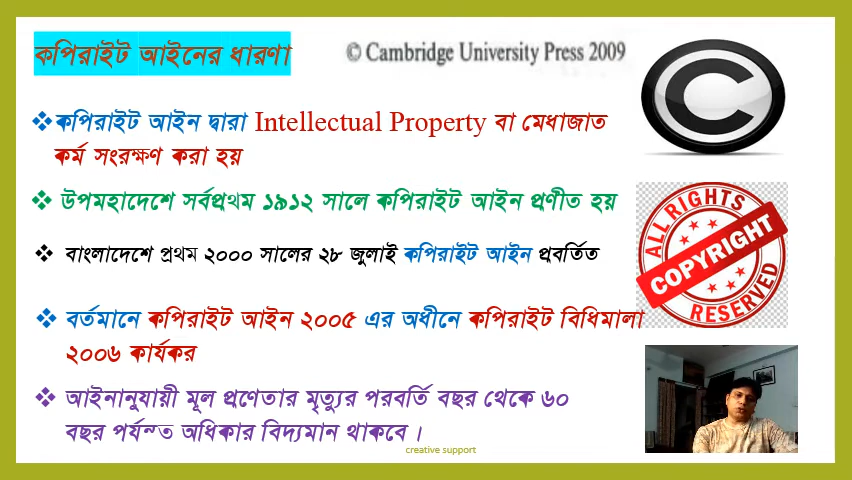 কপিরাইট আইনের ধারণা
© Cambridge University Press 2009
❖কপিরাইট আইন দ্বারা Intellectual Property বা মেধাজাত
কর্ম সংরক্ষণ করা হয়
❖ উপমহাদেশে সর্বপ্রথম ১৯১২ সালে কপিরাইট আইন প্রণীত হয়
❖ বাংলাদেশে প্রথম ২০০০ সালের ২৮ জুলাই কপিরাইট আইন প্রবর্তিত
❖ বর্তমানে কপিরাইট আইন ২০০৫ এর অধীনে কপিরাইট বিধিমালা
২০০৬ কার্যকর
❖ আইনানুযায়ী মূল প্রণেতার মৃত্যুর পরবর্তি বছর থেকে ৬০
বছর পর্যন্ত অধিকার বিদ্যমান থাকবে ।
creative support
C
ALL RIGHTS
COPYRIGHT
RESERVED